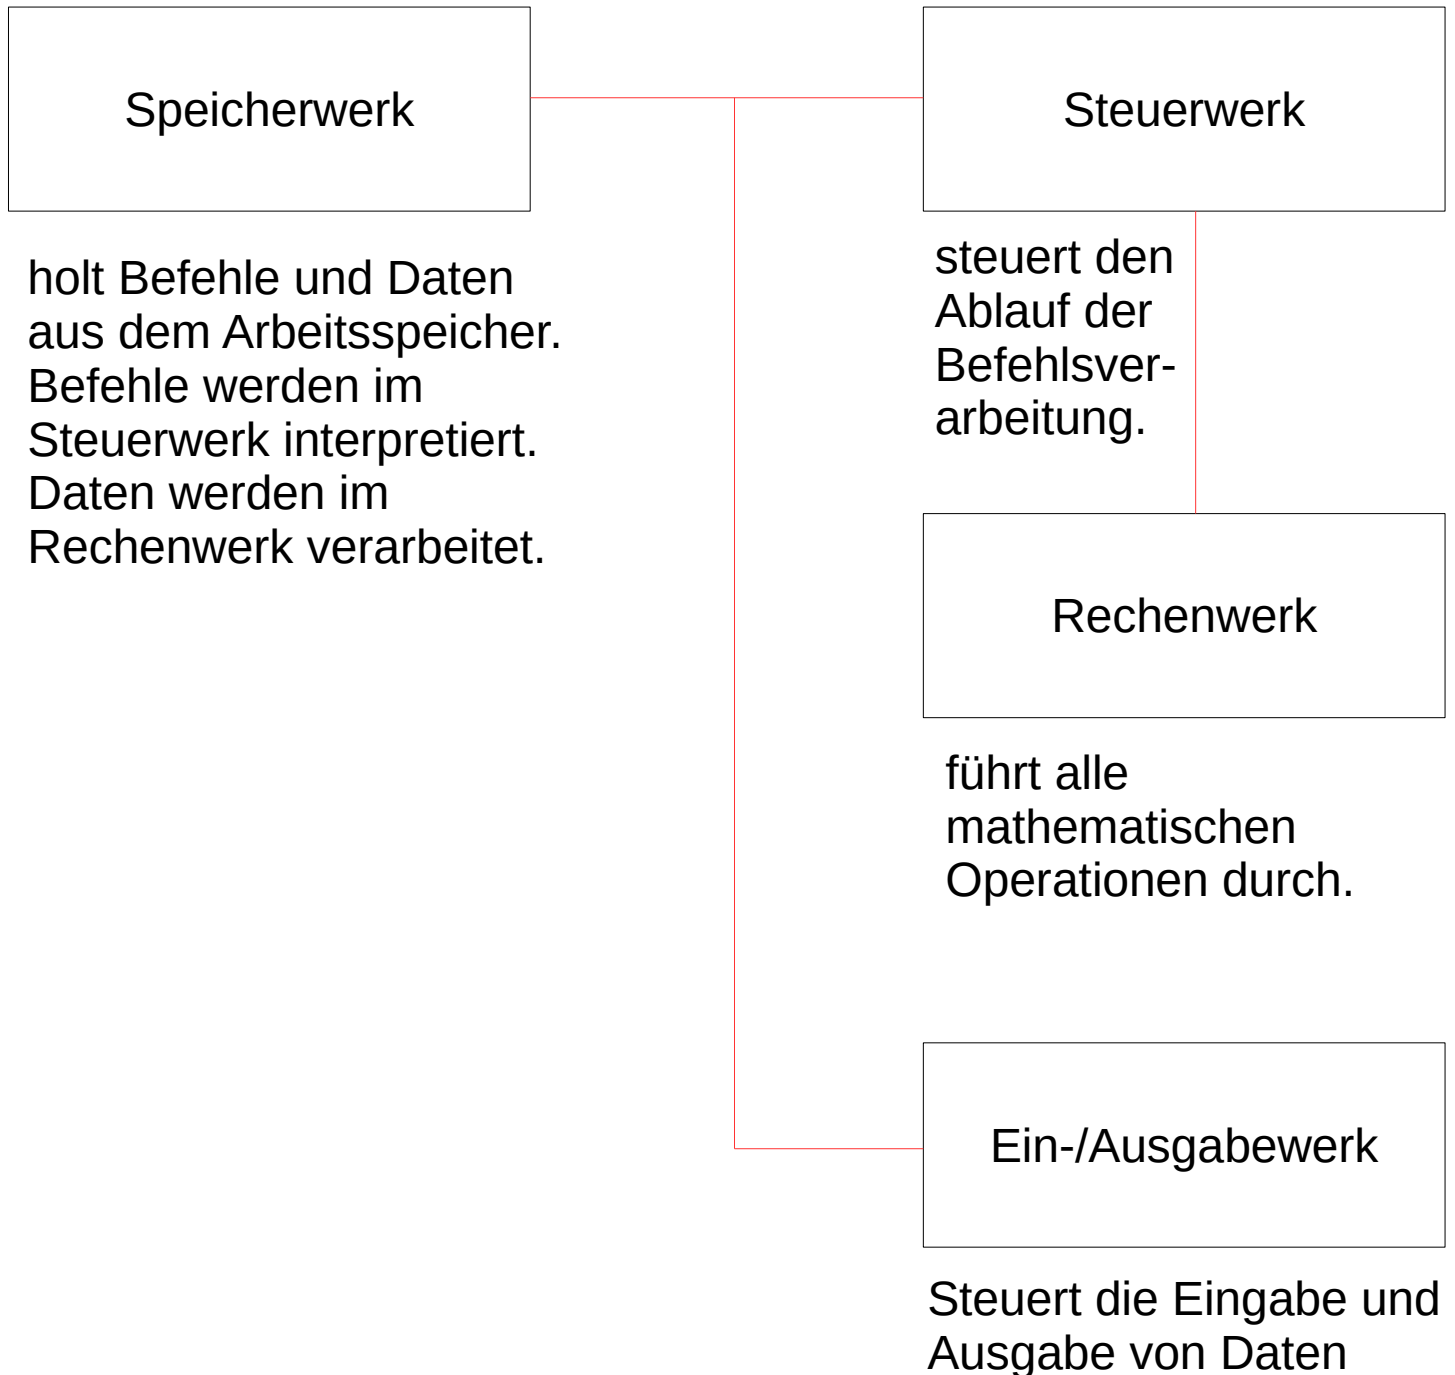 Speicherwerk
holt Befehle und Daten
aus dem Arbeitsspeicher.
Befehle werden im
Steuerwerk interpretiert.
Daten werden im
Rechenwerk verarbeitet.
Steuerwerk
steuert den
Ablauf der
Befehlsver-
arbeitung.
Rechenwerk
führt alle
mathematischen
Operationen durch.
Ein-/Ausgabewerk
Steuert die Eingabe und
Ausgabe von Daten